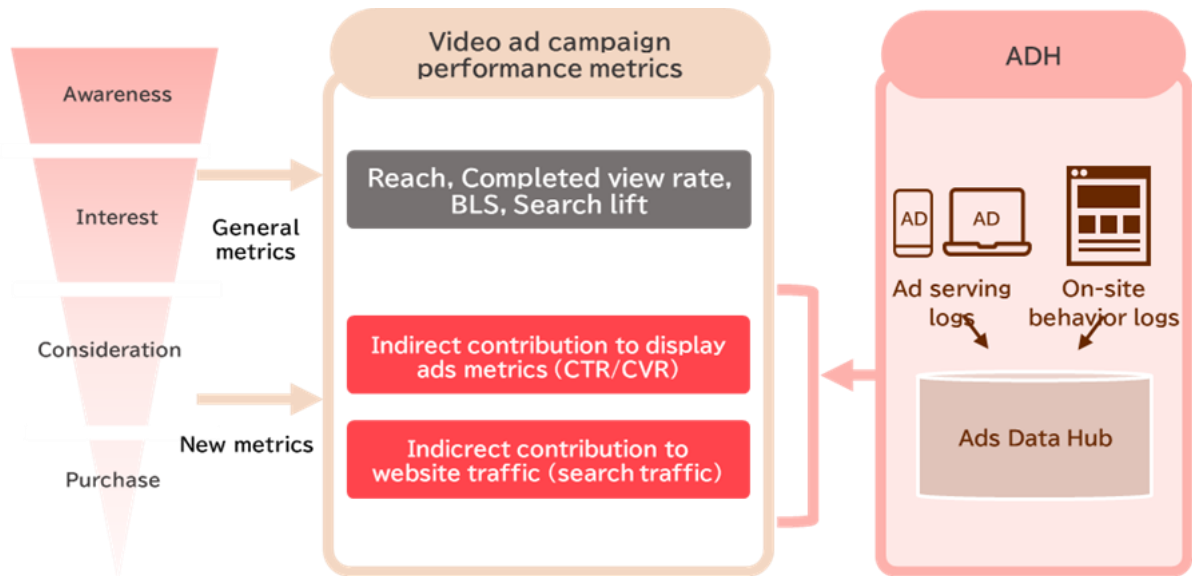 Awareness
Interest
Consideration
Purchase
General
metrics
New metrics
Video ad campaign
performance metrics
Reach, Completed view rate,
BLS, Search lift
Indirect contribution to display
ads metrics (CTR/CVR)
Indicrect contribution to
website traffic (search traffic)
ADH
AD
AD
Ad serving
logs
On-site
behavior logs
Ads Data Hub